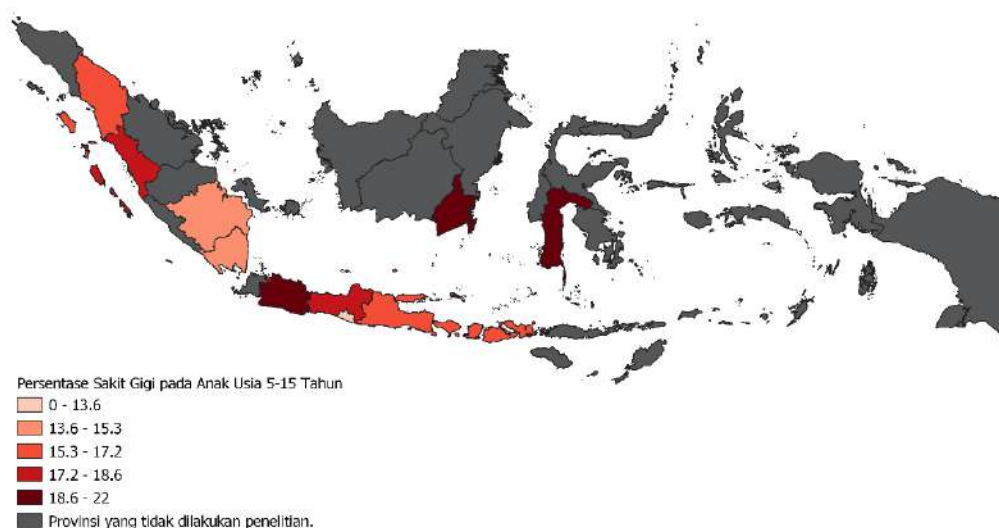 Persentase Sakit Gigi pada Anak Usia 5-15 Tahun
0 - 13.6
13.6 - 15.3
15.3 - 17.2
17.2 - 18.6
18.6 - 22
Provinsi yang tidak dilakukan penelitian.